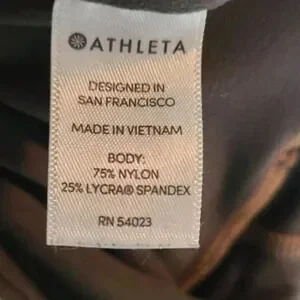 ATHLETA
DESIGNED IN
SAN FRANCISCO
MADE IN VIETNAM
BODY:
75% NYLON
25% LYCRA® SPANDEX
RN 54023